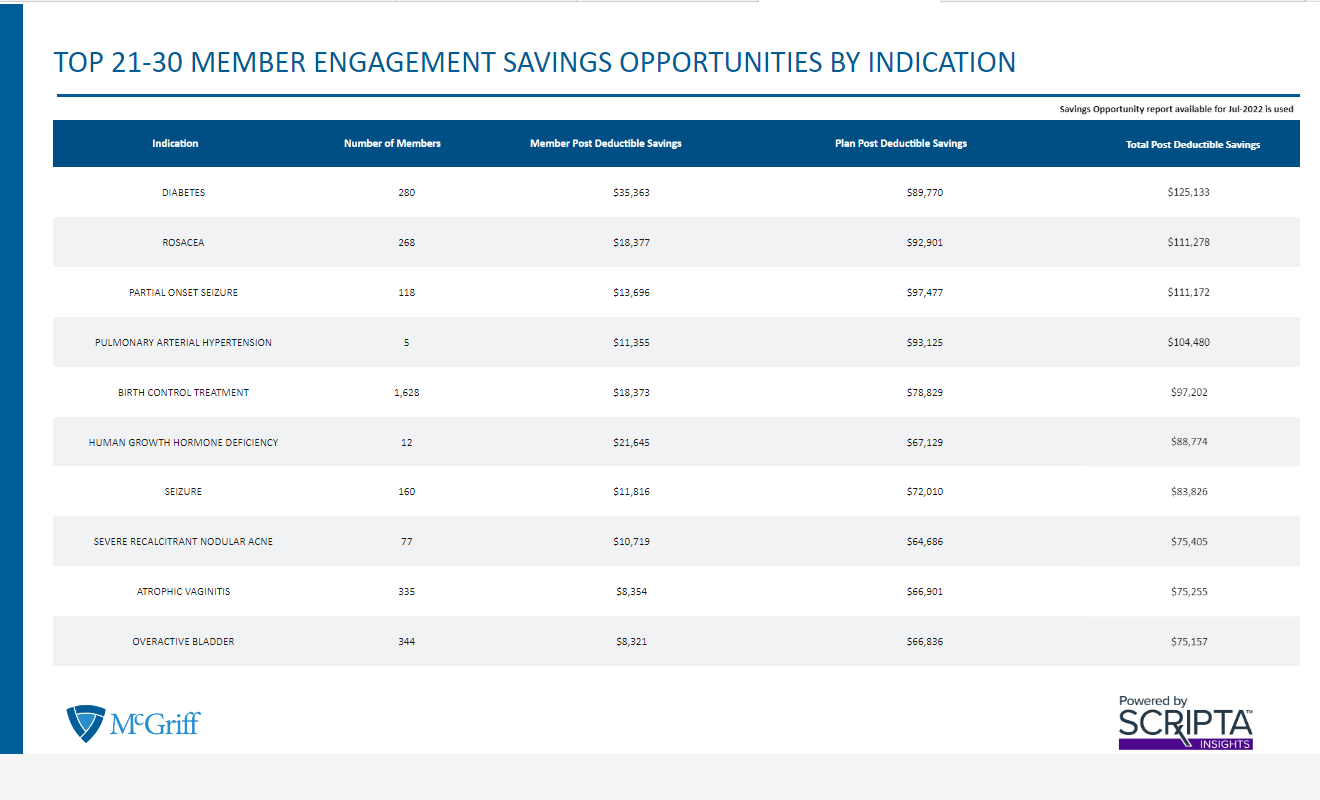 TOP 21-30 MEMBER ENGAGEMENT SAVINGS OPPORTUNITIES BY INDICATION
Savings Opportunity report available for Jul-2022 is used
Indication Number of Members Member Post Deductible Savings Plan Post Deductible Savings Total Post Deductible Savings
DIABETES 280 $35,363 $89,770 $125,133
ROSACEA 268 $18,377 $92,901 $111,278
PARTIAL ONSET SEIZURE 118 $13,696 $97,477 $111,172
PULMONARY ARTERIAL HYPERTENSION 5 $11,355 $93,125 $104,480
BIRTH CONTROL TREATMENT 1,628 $18,373 $78,829 $97,202
HUMAN GROWTH HORMONE DEFICIENCY 12 $21,645 $67,129 $88,774
SEIZURE 160 $11,816 $72,010 $83,826
SEVERE RECALCITRANT NODULAR ACNE 77 $10,719 $64,686 $75,405
ATROPHIC VAGINITIS 335 $8,354 $66,901 $75,255
OVERACTIVE BLADDER 344 $8,321 $66,836 $75,157
McGriff
Powered by
SCRIPTA™
INSIGHTS